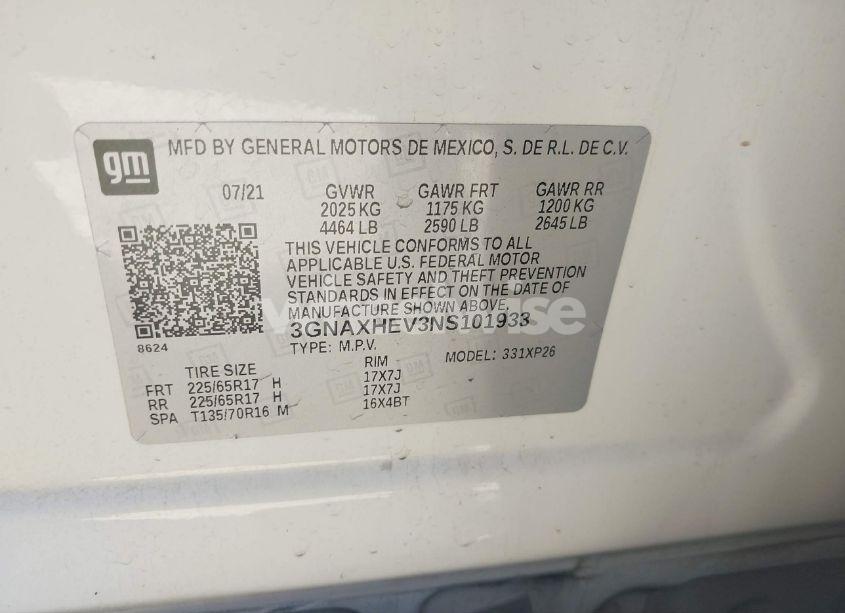 gm
MFD BY GENERAL MOTORS DE MEXICO, S. DE R.L. DE C.V.
07/21 GVWR GAWR FRT GAWR RR
2025 KG 1175 KG 1200 KG
4464 LB 2590 LB 2645 LB
THIS VEHICLE CONFORMS TO ALL
APPLICABLE U.S. FEDERAL MOTOR
VEHICLE SAFETY AND THEFT PREVENTION
STANDARDS IN EFFECT ON THE DATE OF
MANUFACTURE SHOWN ABOVE.
3GNAXHEV3NS101933
8624
TYPE: M.P.V. MODEL: 331XP26
TIRE SIZE RIM
FRT 225/65R17 H 17X7J
RR 225/65R17 H 17X7J
SPA T135/70R16 M 16X4BT